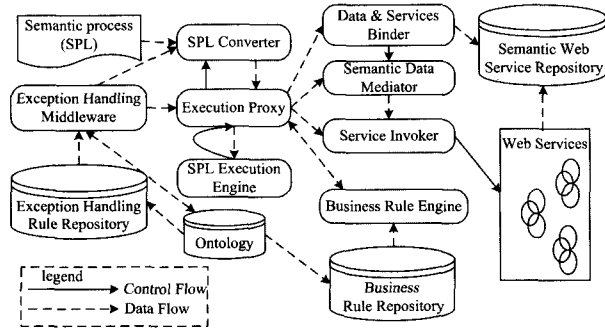 Semantic process
(SPL)
SPL Converter
Data & Services
Binder
Semantic Web
Service Repository
Semantic Data
Mediator
Exception Handling
Middleware
Execution Proxy
Service Invoker
Web Services
SPL Execution
Engine
Business Rule Engine
Exception Handling
Rule Repository
Ontology
Business
Rule Repository
legend
Control Flow
Data Flow